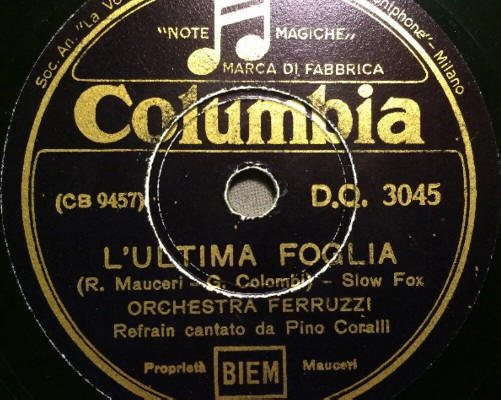 Soc. An. "La Vo
niphone" - Milano
"NOTE MAGICHE"
MARCA DI FABBRICA
Columbia
(CB 9457) D.Q. 3045
L'ULTIMA FOGLIA
(R. Mauceri - G. Colombi) - Slow Fox
ORCHESTRA FERRUZZI
Refrain cantato da Pino Coralli
Proprietà BIEM Mauceri